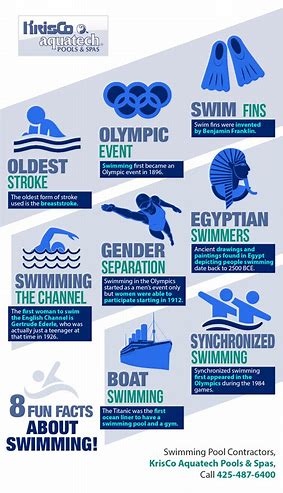 KrisCo
aquatech
POOLS & SPAS
SWIM FINS
Swim fins were invented
by Benjamin Franklin.
OLYMPIC
EVENT
Swimming first became an
Olympic event in 1896.
OLDEST
STROKE
The oldest form of stroke
used is the breaststroke.
EGYPTIAN
SWIMMERS
Ancient drawings and
paintings found in Egypt
depicting people swimming
date back to 2500 BCE.
GENDER
SEPARATION
Swimming in the Olympics
started as a men's event only
but women were able to
participate starting in 1912.
SWIMMING
THE CHANNEL
The first woman to swim
the English Channel is
Gertrude Ederle, who was
actually just a teenager at
that time in 1926.
SYNCHRONIZED
SWIMMING
Synchronized swimming
first appeared in the
Olympics during the
1984 games.
BOAT
SWIMMING
The Titanic was the first
ocean liner to have a
swimming pool and a gym.
8 FUN FACTS
ABOUT
SWIMMING!
Swimming Pool Contractors,
KrisCo Aquatech Pools & Spas,
Call 425-487-6400